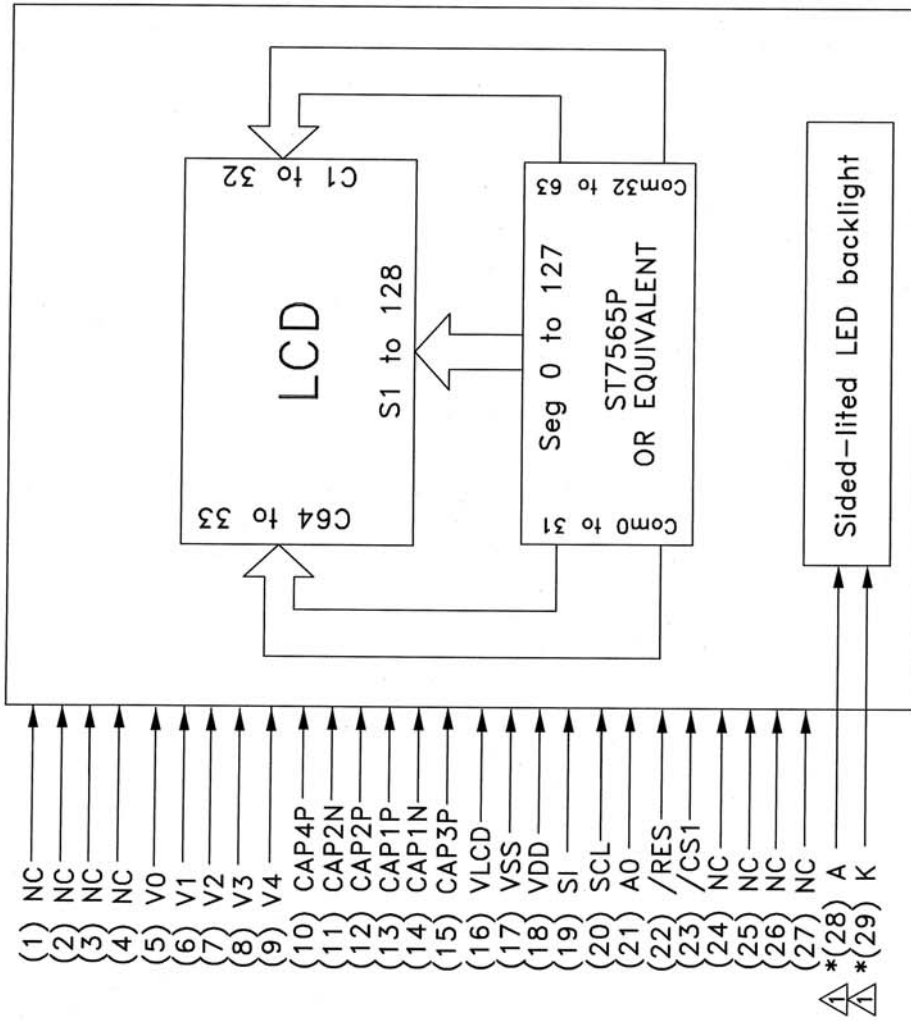 (1) NC
(2) NC
(3) NC
(4) NC
(5) V0
(6) V1
(7) V2
(8) V3
(9) V4
(10) CAP4P
(11) CAP2N
(12) CAP2P
(13) CAP1P
(14) CAP1N
(15) CAP3P
(16) VLCD
(17) VSS
(18) VDD
(19) SI
(20) SCL
(21) A0
(22) /RES
(23) /CS1
(24) NC
(25) NC
(26) NC
(27) NC
1 *(28) A
1 *(29) K
C64 to 33
LCD
C1 to 32
S1 to 128
Com0 to 31
Seg 0 to 127
ST7565P
OR EQUIVALENT
Com32 to 63
Sided-lited LED backlight